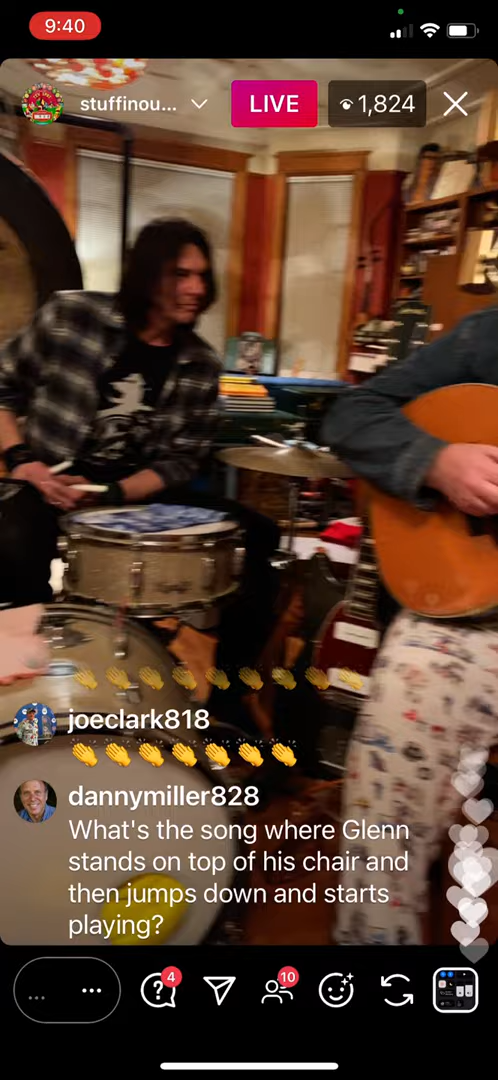 9:40
stuffinou...
LIVE
1,824
👏👏👏👏👏👏👏👏👏
joeclark818
👏👏👏👏👏👏👏
dannymiller828
What's the song where Glenn
stands on top of his chair and
then jumps down and starts
playing?
...
...
4
10